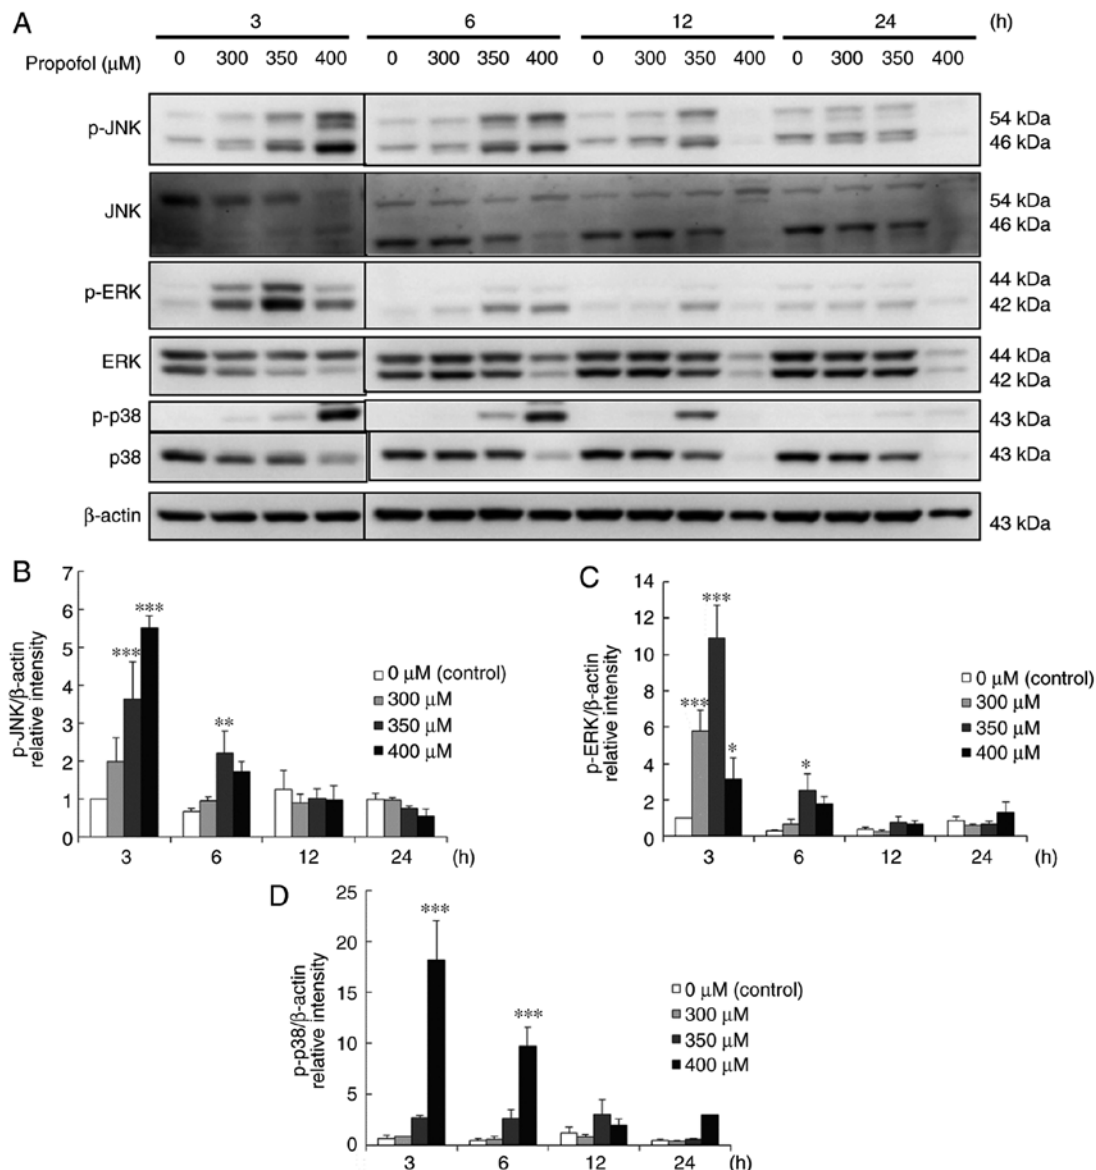 A
3 6 12 24 (h)
Propofol (μM) 0 300 350 400 0 300 350 400 0 300 350 400 0 300 350 400
p-JNK 54 kDa
46 kDa
JNK 54 kDa
46 kDa
p-ERK 44 kDa
42 kDa
ERK 44 kDa
42 kDa
p-p38 43 kDa
p38 43 kDa
β-actin 43 kDa
B
p-JNK/β-actin
relative intensity
7
6
5
4
3
2
1
0
***
***
**
0 μM (control)
300 μM
350 μM
400 μM
3 6 12 24 (h)
C
p-ERK/β-actin
relative intensity
14
12
10
8
6
4
2
0
***
***
*
*
0 μM (control)
300 μM
350 μM
400 μM
3 6 12 24 (h)
D
p-p38/β-actin
relative intensity
25
20
15
10
5
0
***
***
0 μM (control)
300 μM
350 μM
400 μM
3 6 12 24 (h)